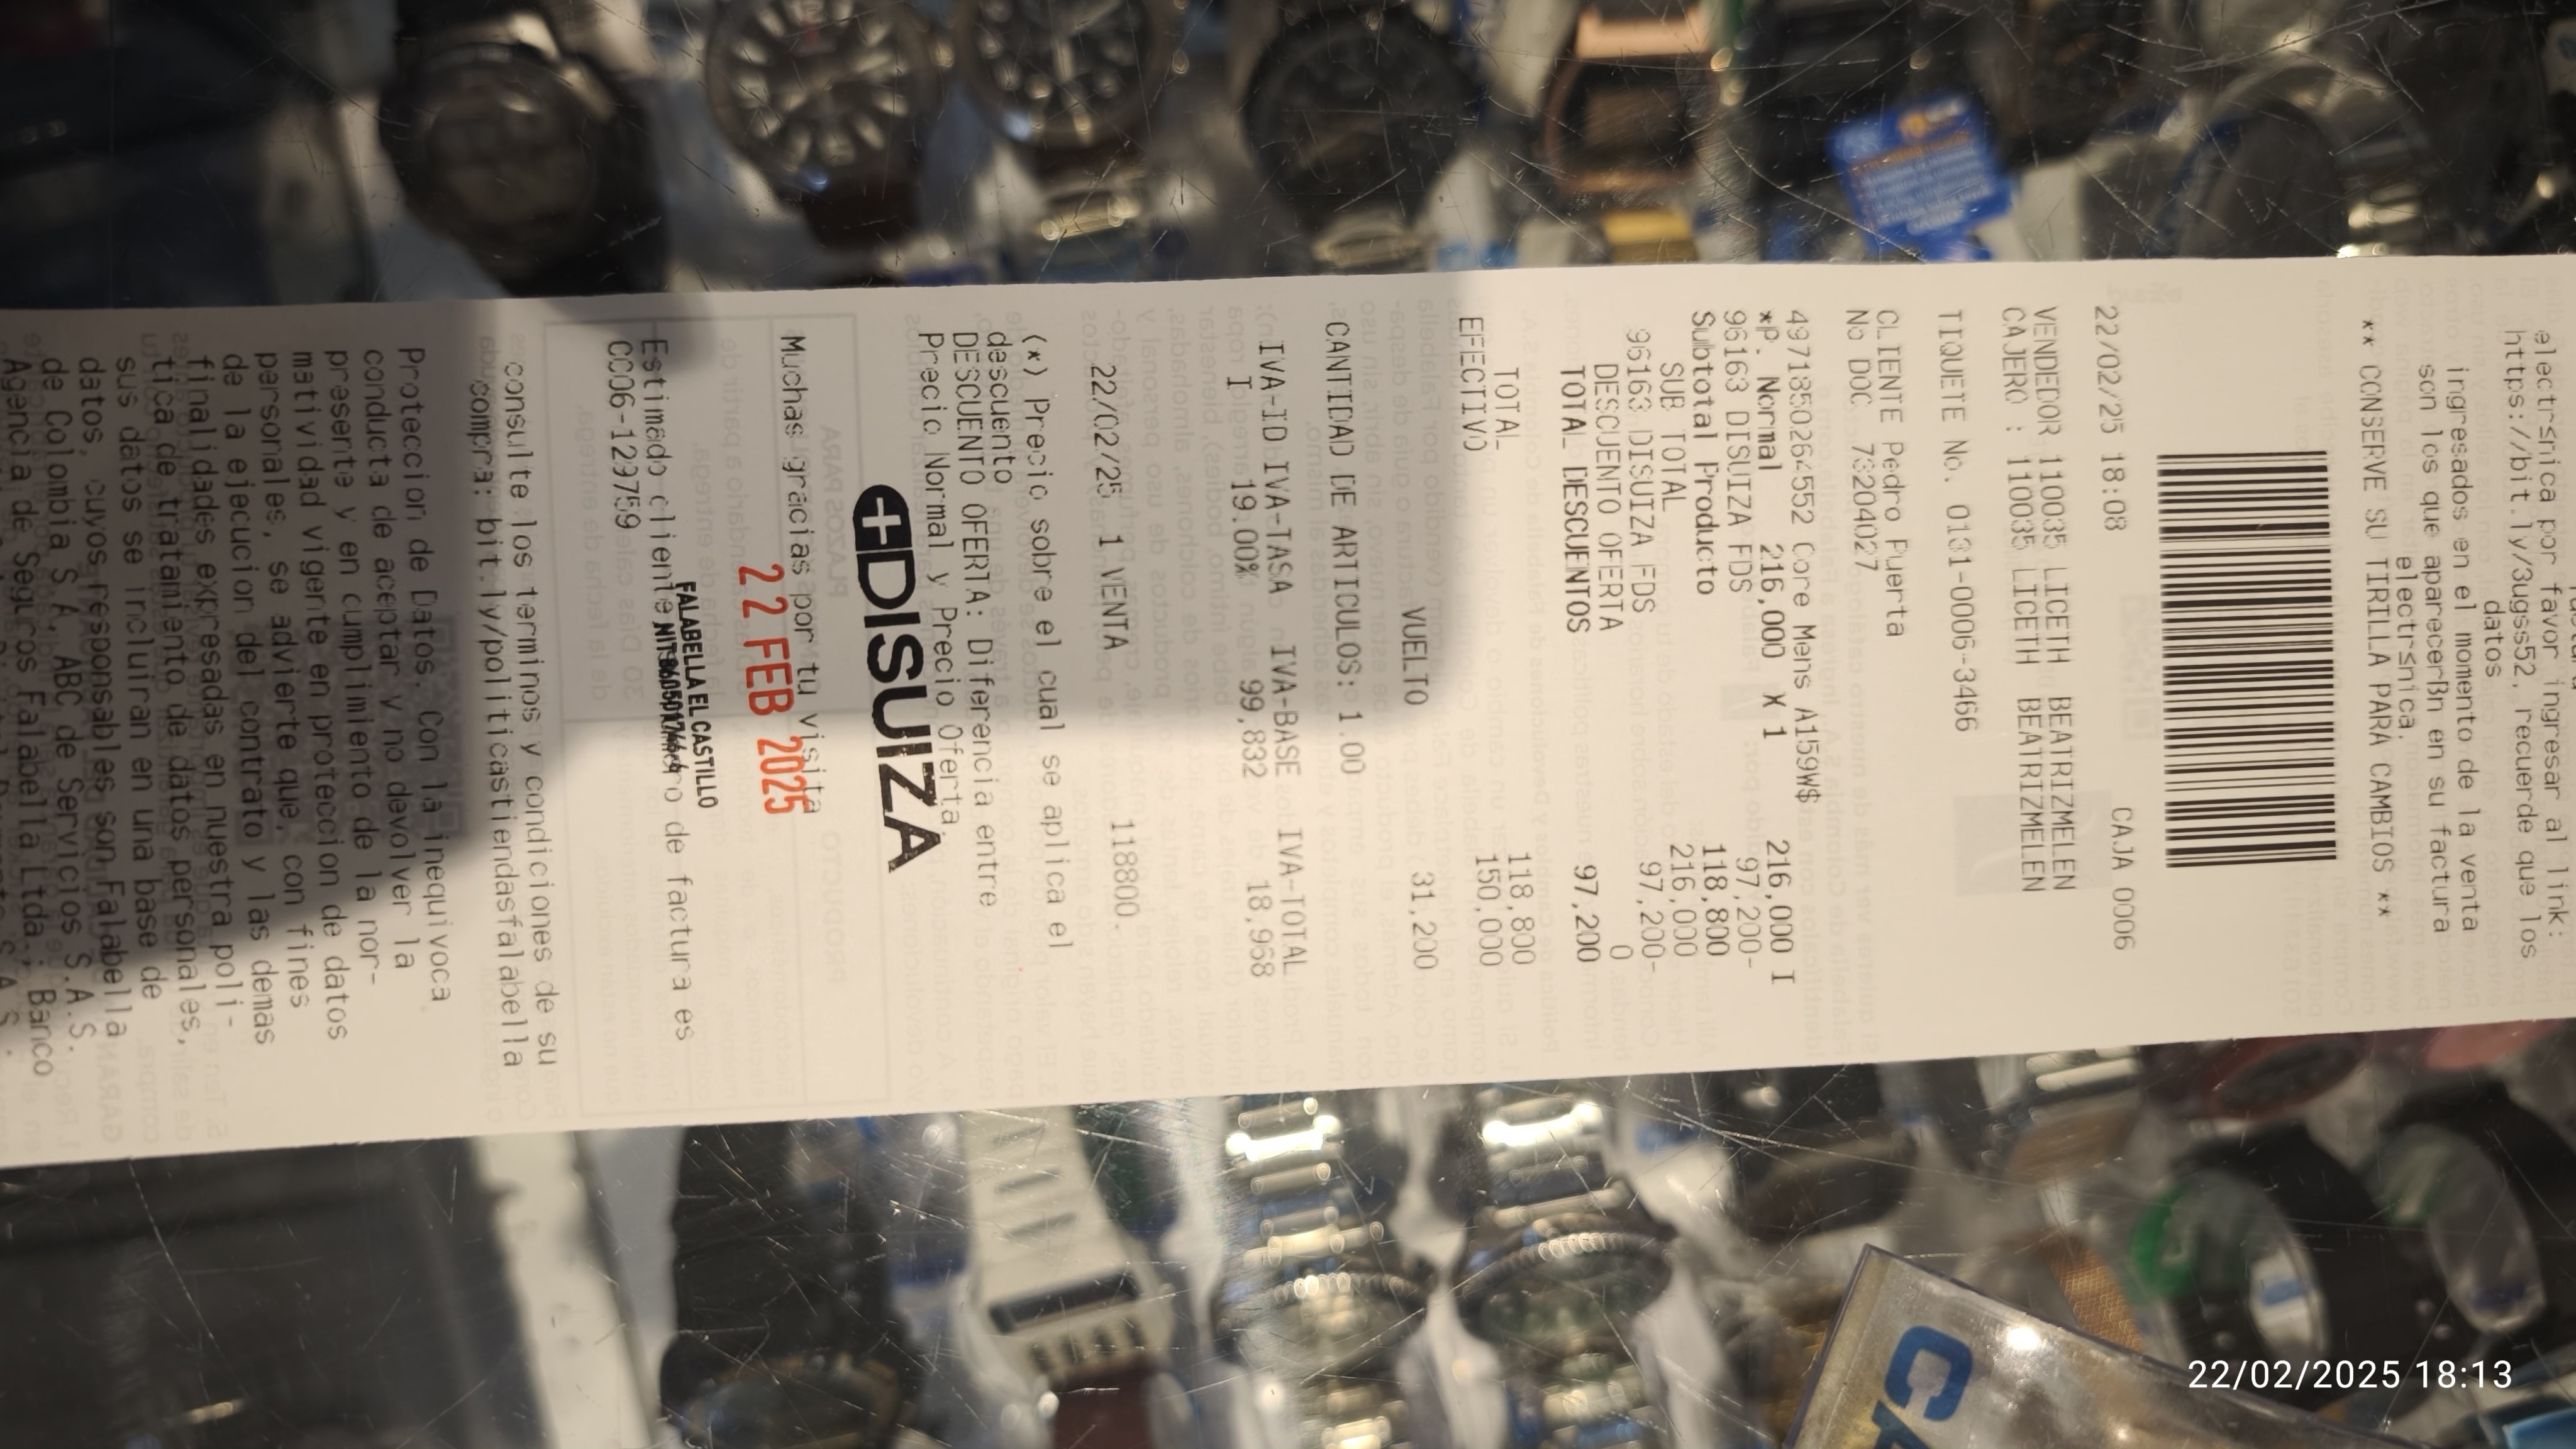 electrsnica por favor ingresar al link:
https://bit.ly/3ugss52, recuerde que los
datos
ingresados en el momento de la venta
son los que aparecerBn en su factura
electrsnica.
** CONSERVE SU TIRILLA PARA CAMBIOS **
22/02/25 18:08 CAJA 0006
VENDEDOR 110035 LICETH BEATRIZMELEN
CAJERO : 110035 LICETH BEATRIZMELEN
TIQUETE No. 0131-0006-3466
CLIENTE Pedro Puerta
No DOC 73204027
4971850264552 Core Mens A159W$
*P. Normal 216,000 X 1 216,000 I
96163 DISUIZA FDS 97,200-
Subtotal Producto 118,800
SUB TOTAL 216,000
96163 DISUIZA FDS 97,200-
DESCUENTO OFERTA 0
TOTAL DESCUENTOS 97,200
TOTAL 118,800
EFECTIVO 150,000
VUELTO 31,200
CANTIDAD DE ARTICULOS: 1.00
IVA-ID IVA-TASA IVA-BASE IVA-TOTAL
I 19.00% 99,832 18,968
22/02/25 1 VENTA 118800.
(*) Precio sobre el cual se aplica el
descuento
DESCUENTO OFERTA: Diferencia entre
Precio Normal y Precio Oferta.
+DISUIZA
Muchas gracias por tu visita
22 FEB 2025
FALABELLA EL CASTILLO
Estimado cliente
de factura es
CC06-129759
consulte los terminos y condiciones de su
compra: bit.ly/politicastiendasfalabella
Proteccion de Datos. Con la inequivoca
conducta de aceptar y no devolver la
presente y en cumplimiento de la nor-
matividad vigente en proteccion de datos
personales, se advierte que, con fines
de la ejecucion del contrato y las demas
finalidades expresadas en nuestra poli-
tica de tratamiento de datos personales,
sus datos se incluiran en una base de
datos, cuyos responsables son Falabella
de Colombia S.A, ABC de Servicios S.A.S.
Agencia de Seguros Falabella Ltda.; Banco
CA
22/02/2025 18:13